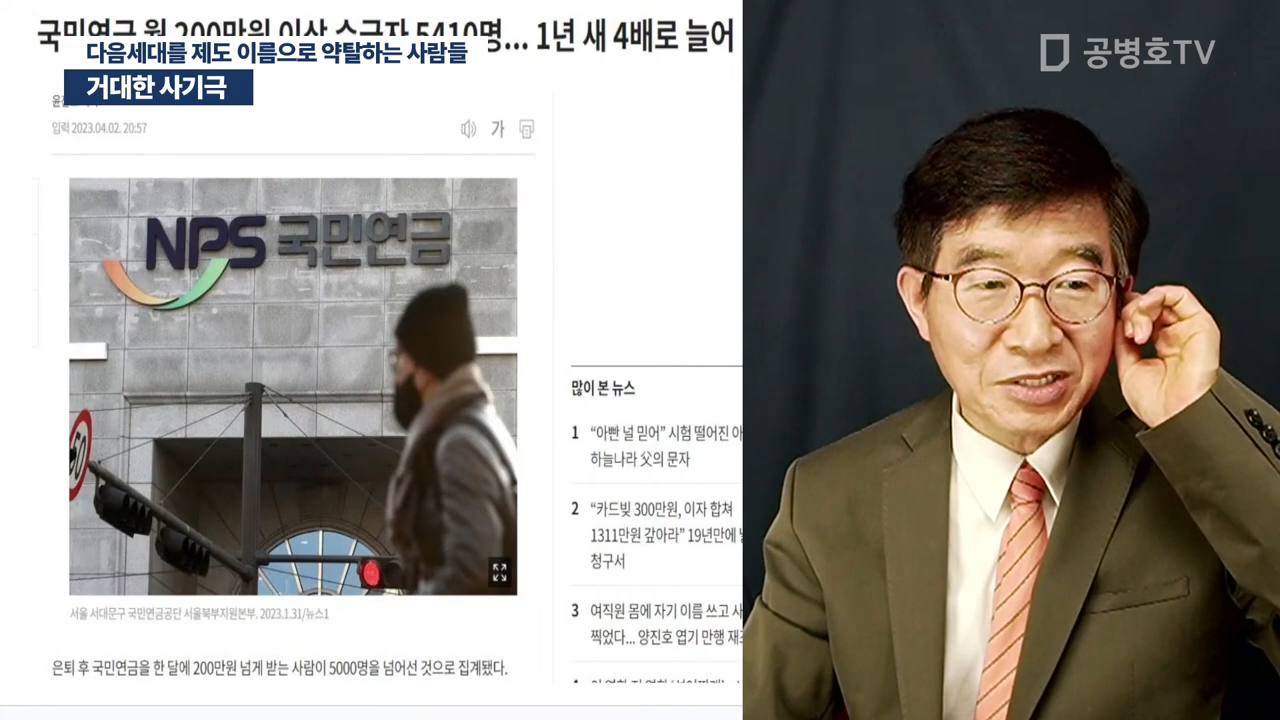 국민연금 월 200만원 이상 수급자 5410명... 1년 새 4배로 늘어
다음세대를 제도 이름으로 약탈하는 사람들
거대한 사기극
공병호TV
입력 2023.04.02. 20:57
가
NPS 국민연금
50
서울 서대문구 국민연금공단 서울북부지원본부. 2023.1.31/뉴스1
은퇴 후 국민연금을 한 달에 200만원 넘게 받는 사람이 5000명을 넘어선 것으로 집계됐다.
많이 본 뉴스
1 “아빤 널 믿어” 시험 떨어진
하늘나라 父의 문자
2 “카드빚 300만원, 이자 합쳐
1311만원 갚아라” 19년만에
청구서
3 여직원 몸에 자기 이름 쓰고
찍었다... 양진호 엽기 만행